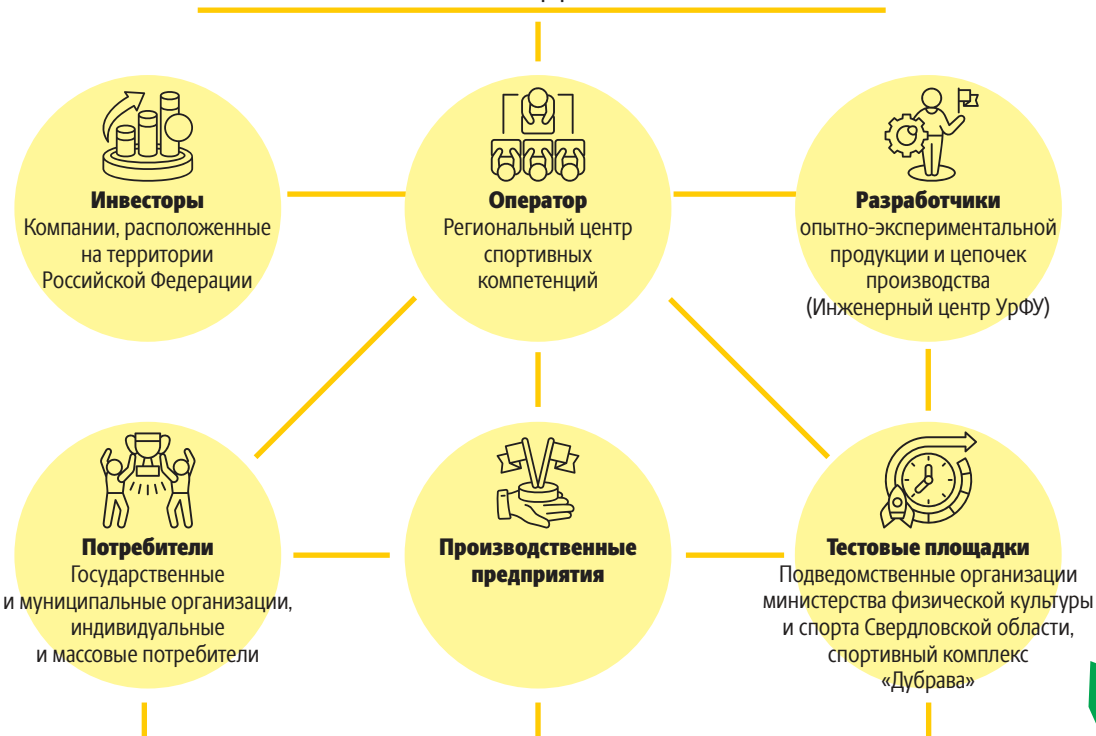 Инвесторы
Компании, расположенные
на территории
Российской Федерации
Оператор
Региональный центр
спортивных
компетенций
Разработчики
опытно-экспериментальной
продукции и цепочек
производства
(Инженерный центр УрФУ)
Потребители
Государственные
и муниципальные организации,
индивидуальные
и массовые потребители
Производственные
предприятия
Тестовые площадки
Подведомственные организации
министерства физической культуры
и спорта Свердловской области,
спортивный комплекс
«Дубрава»